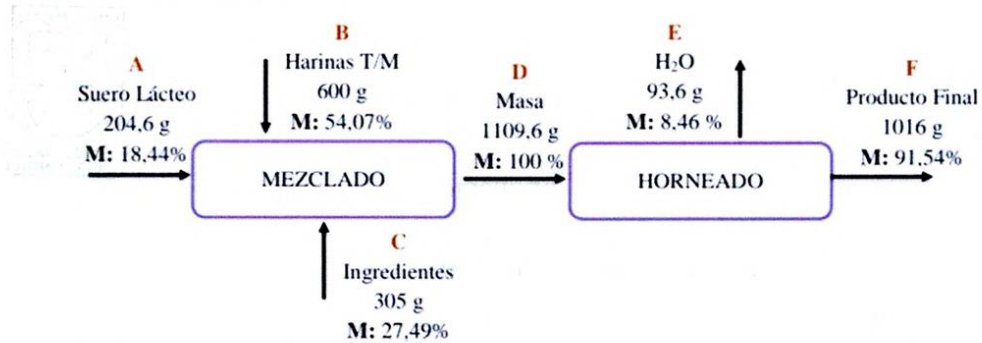 A
Suero Lácteo
204,6 g
M: 18,44%
B
Harinas T/M
600 g
M: 54,07%
MEZCLADO
C
Ingredientes
305 g
M: 27,49%
D
Masa
1109,6 g
M: 100 %
E
H₂O
93,6 g
M: 8,46 %
HORNEADO
F
Producto Final
1016 g
M: 91,54%